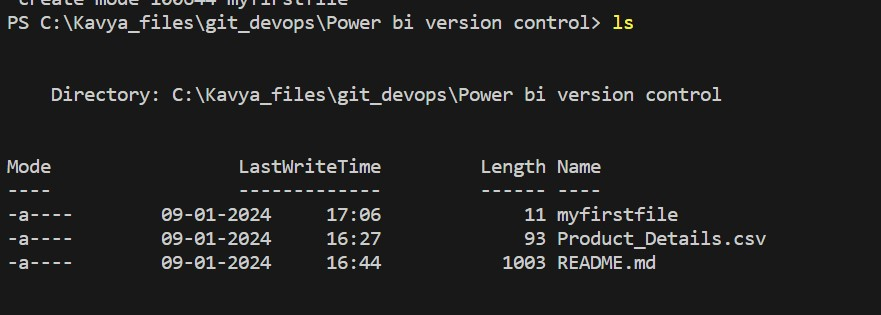 create mode 100644 myfirstfile
PS C:\Kavya_files\git_devops\Power bi version control> ls
Directory: C:\Kavya_files\git_devops\Power bi version control
Mode LastWriteTime Length Name
---- ------------- ------ ----
-a---- 09-01-2024 17:06 11 myfirstfile
-a---- 09-01-2024 16:27 93 Product_Details.csv
-a---- 09-01-2024 16:44 1003 README.md